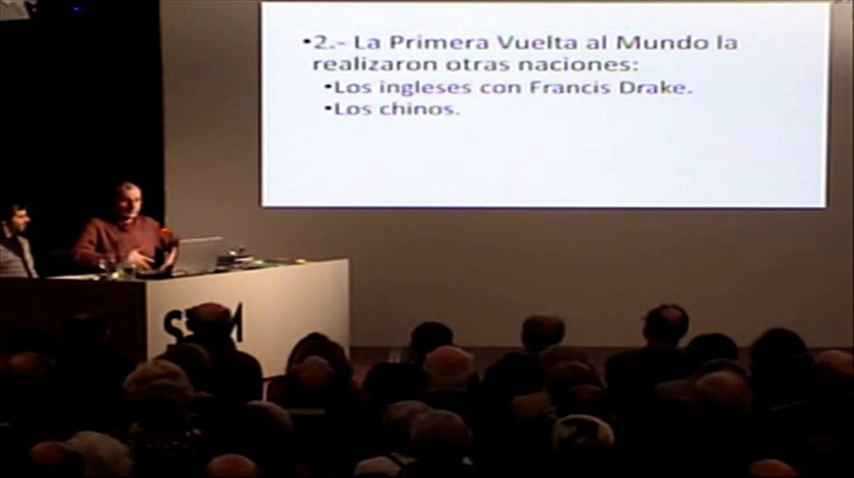 •2.- La Primera Vuelta al Mundo la
realizaron otras naciones:
•Los ingleses con Francis Drake.
•Los chinos.